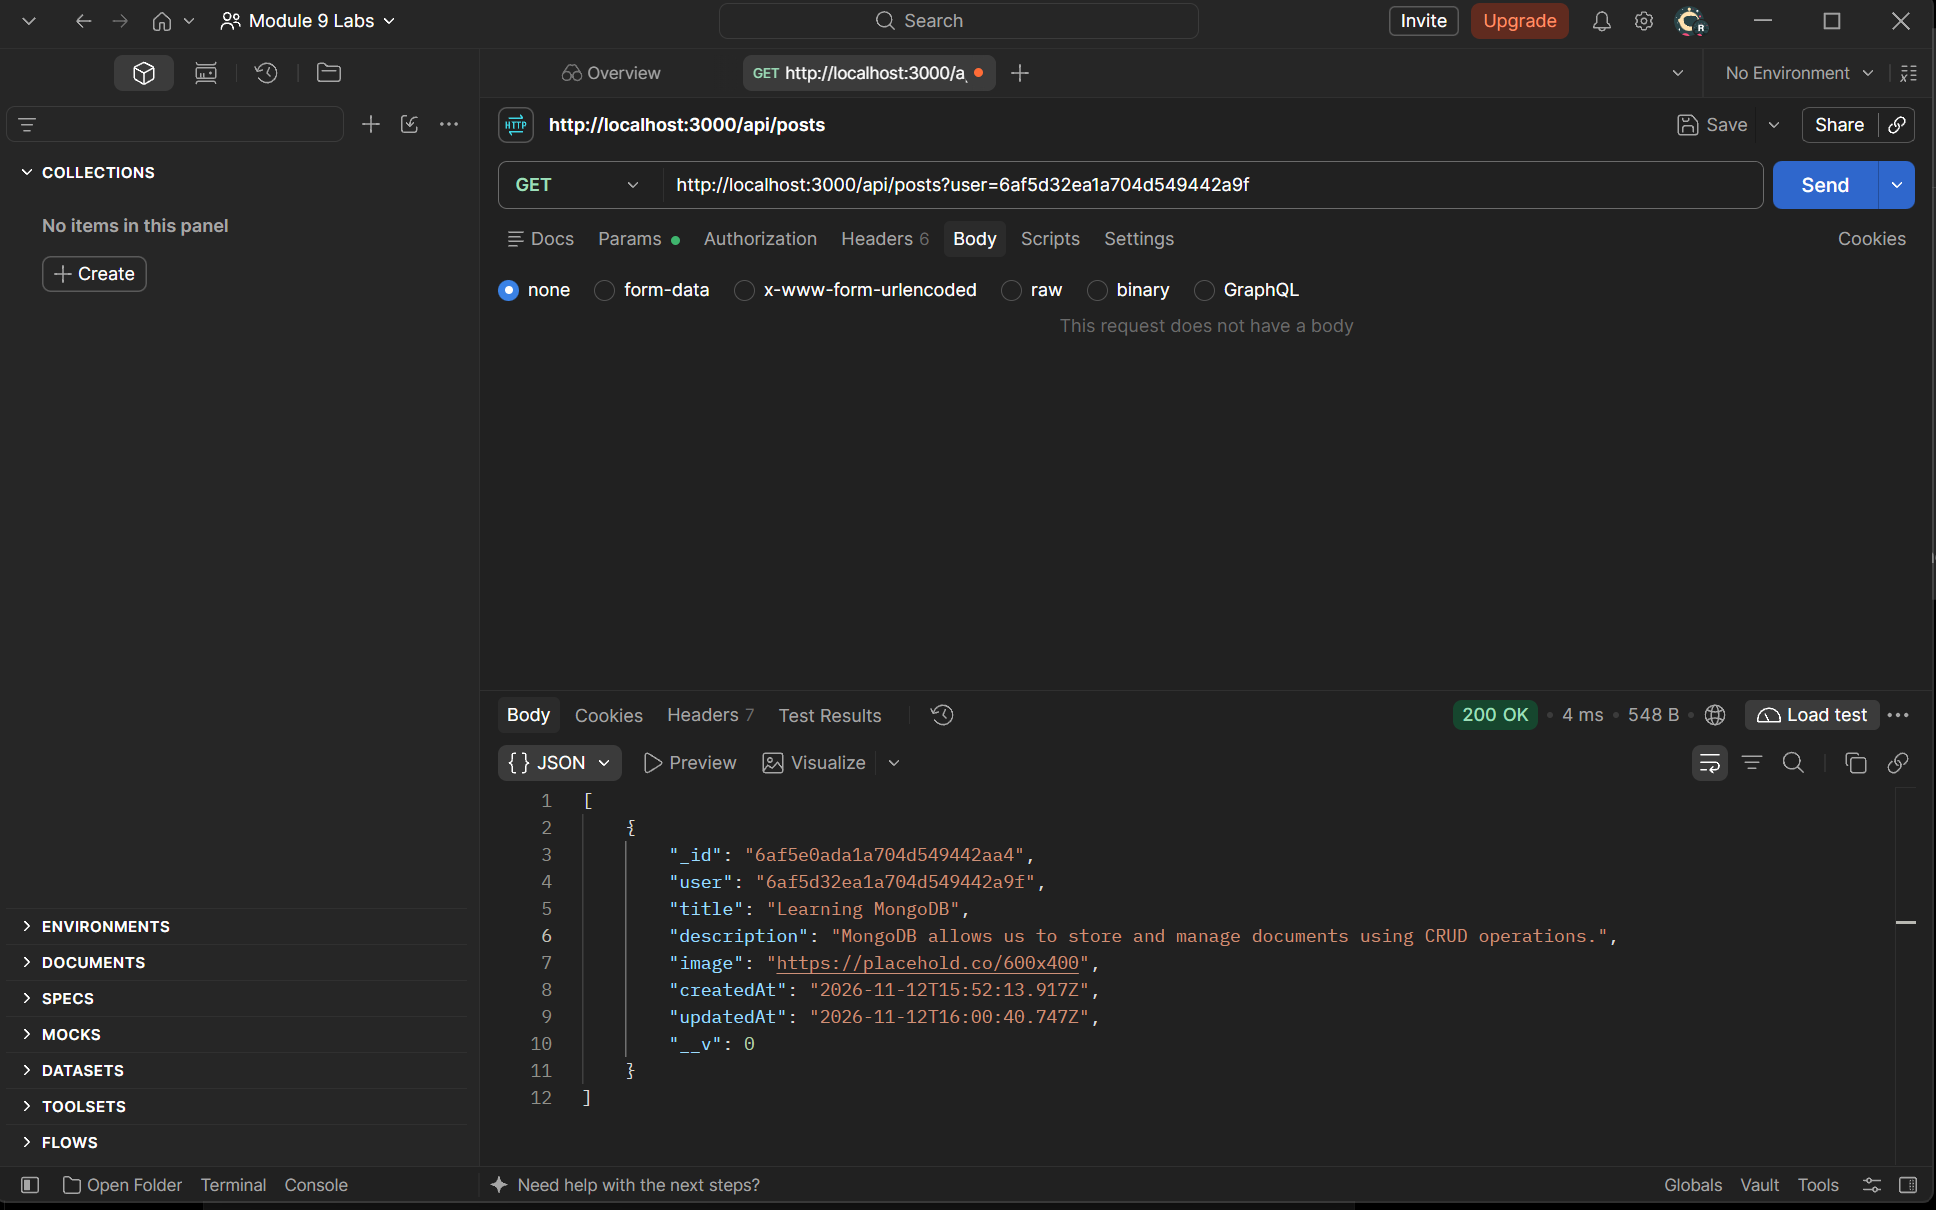 Module 9 Labs
Search
Invite
Upgrade
R
Overview
GET http://localhost:3000/a
No Environment
HTTP http://localhost:3000/api/posts
Save
Share
COLLECTIONS
No items in this panel
Create
GET http://localhost:3000/api/posts?user=6af5d32ea1a704d549442a9f
Send
Docs Params Authorization Headers 6 Body Scripts Settings Cookies
none form-data x-www-form-urlencoded raw binary GraphQL
This request does not have a body
Body Cookies Headers 7 Test Results
200 OK • 4 ms • 548 B •
Load test
{} JSON Preview Visualize
1 [
2 {
3 "_id": "6af5e0ada1a704d549442aa4",
4 "user": "6af5d32ea1a704d549442a9f",
5 "title": "Learning MongoDB",
6 "description": "MongoDB allows us to store and manage documents using CRUD operations.",
7 "image": "https://placehold.co/600x400",
8 "createdAt": "2026-11-12T15:52:13.917Z",
9 "updatedAt": "2026-11-12T16:00:40.747Z",
10 "__v": 0
11 }
12 ]
ENVIRONMENTS
DOCUMENTS
SPECS
MOCKS
DATASETS
TOOLSETS
FLOWS
Open Folder Terminal Console
Need help with the next steps?
Globals Vault Tools